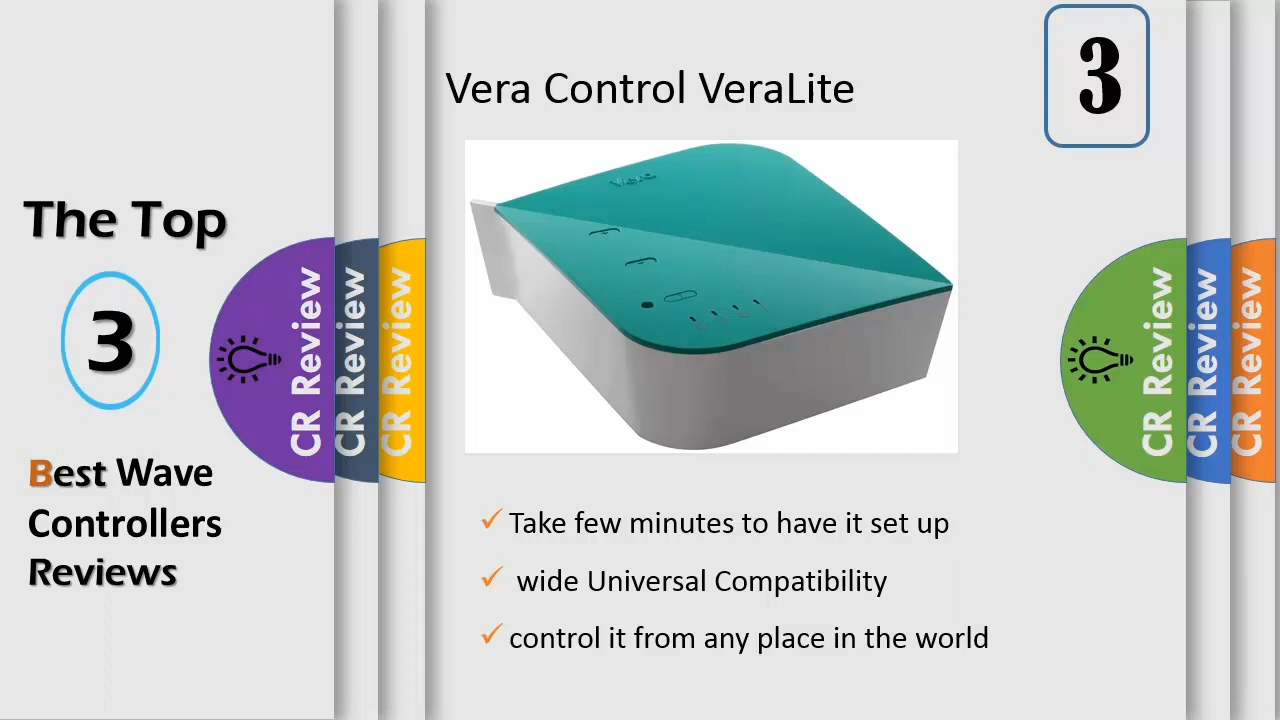 The Top
3
Best Wave
Controllers
Reviews
CR Review
CR Review
CR Review
Vera Control VeraLite
3
Vera
Take few minutes to have it set up
wide Universal Compatibility
control it from any place in the world
CR Review
CR Review
CR Review